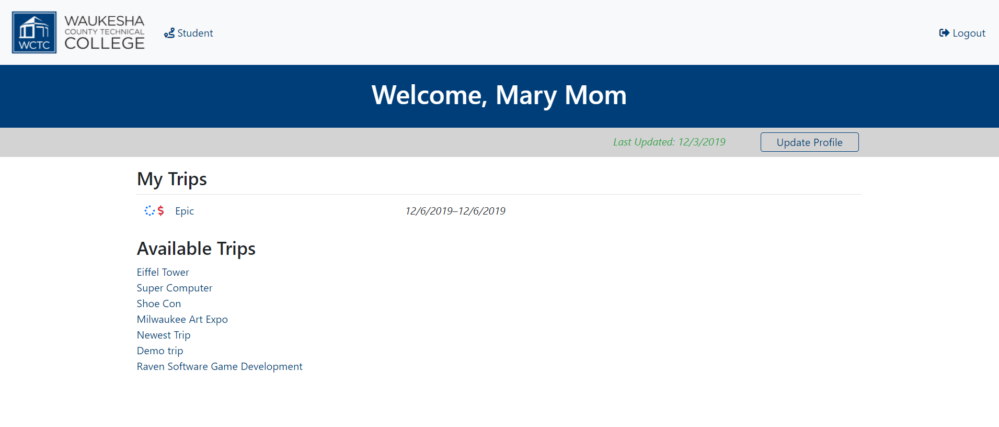 WCTC
WAUKESHA
COUNTY TECHNICAL
COLLEGE
Student
Logout
Welcome, Mary Mom
Last Updated: 12/3/2019
Update Profile
My Trips
$ Epic 12/6/2019–12/6/2019
Available Trips
Eiffel Tower
Super Computer
Shoe Con
Milwaukee Art Expo
Newest Trip
Demo trip
Raven Software Game Development